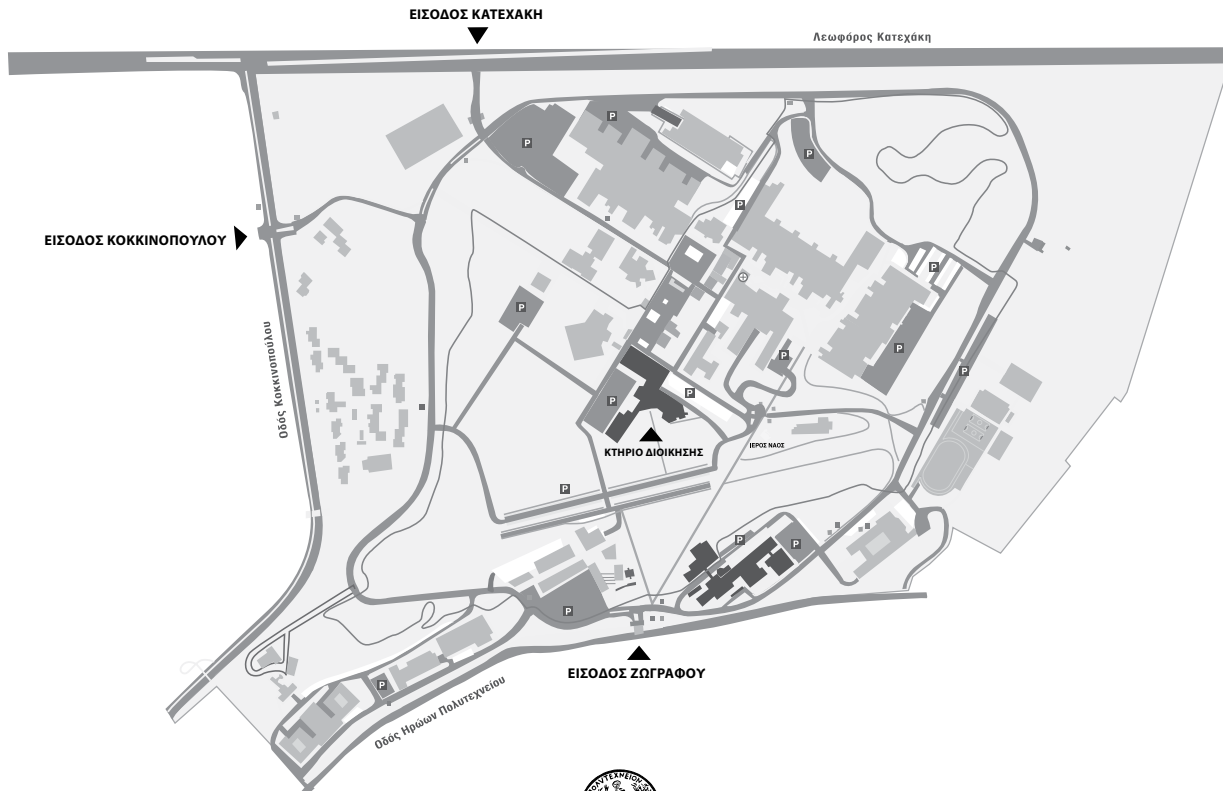 ΕΙΣΟΔΟΣ ΚΑΤΕΧΑΚΗ
Λεωφόρος Κατεχάκη
P
P
P
P
ΕΙΣΟΔΟΣ ΚΟΚΚΙΝΟΠΟΥΛΟΥ
P
P
Οδός Κοκκινοπούλου
P
P
P
P
P
ΚΤΗΡΙΟ ΔΙΟΙΚΗΣΗΣ
ΙΕΡΟΣ ΝΑΟΣ
P
P
P
P
ΕΙΣΟΔΟΣ ΖΩΓΡΑΦΟΥ
P
Οδός Ηρώων Πολυτεχνείου